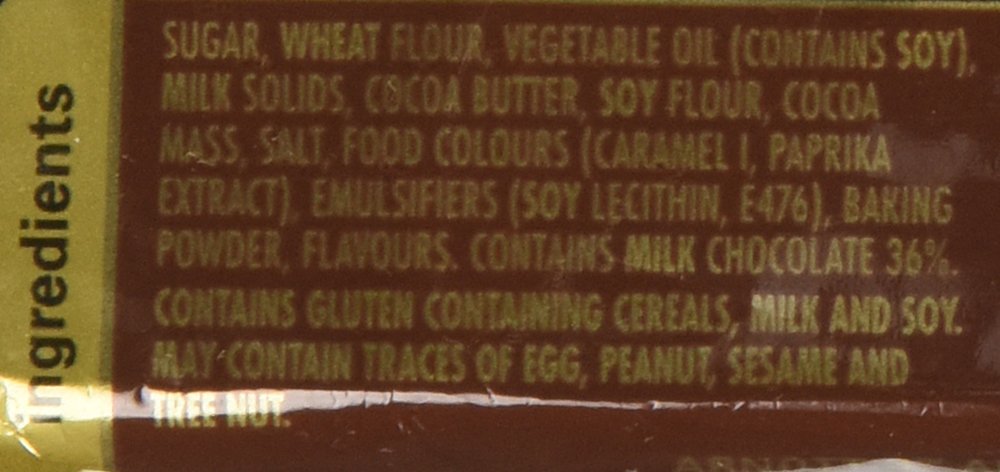 Ingredients
SUGAR, WHEAT FLOUR, VEGETABLE OIL (CONTAINS SOY),
MILK SOLIDS, COCOA BUTTER, SOY FLOUR, COCOA
MASS, SALT, FOOD COLOURS (CARAMEL I, PAPRIKA
EXTRACT), EMULSIFIERS (SOY LECITHIN, E476), BAKING
POWDER, FLAVOURS. CONTAINS MILK CHOCOLATE 36%.
CONTAINS GLUTEN CONTAINING CEREALS, MILK AND SOY.
MAY CONTAIN TRACES OF EGG, PEANUT, SESAME AND
TREE NUT.